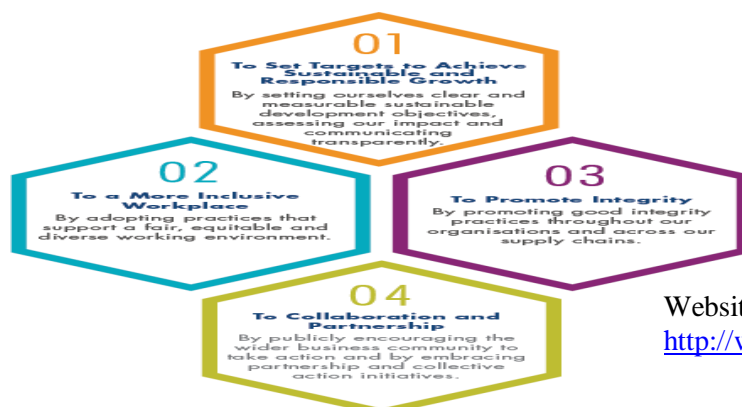 01
To Set Targets to Achieve
Sustainable and
Responsible Growth
By setting ourselves clear and
measurable sustainable
development objectives,
assessing our impact and
communicating
transparently.
02
To a More Inclusive
Workplace
By adopting practices that
support a fair, equitable and
diverse working environment.
03
To Promote Integrity
By promoting good integrity
practices throughout our
organisations and across our
supply chains.
04
To Collaboration and
Partnership
By publicly encouraging the
wider business community to
take action and by embracing
partnership and collective
action initiatives.